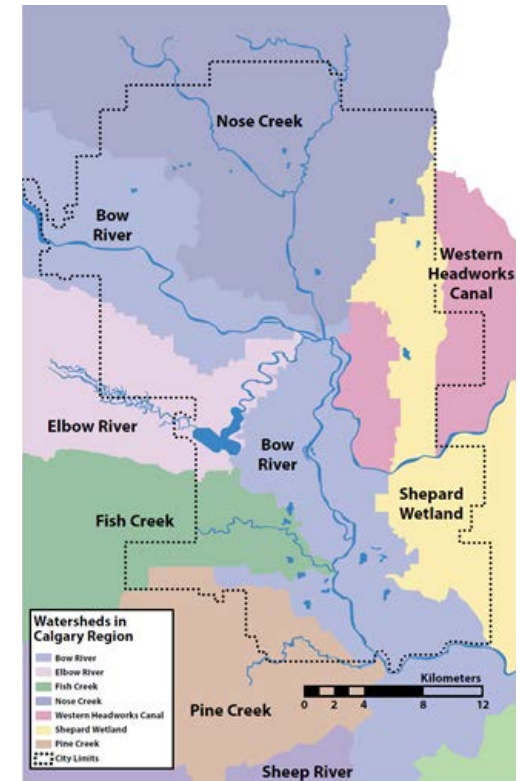 Nose Creek
Bow
River
Western
Headworks
Canal
Elbow River
Bow
River
Shepard
Wetland
Fish Creek
Watersheds in
Calgary Region
Bow River
Elbow River
Fish Creek
Nose Creek
Western Headworks Canal
Shepard Wetland
Pine Creek
City Limits
Kilometers
0 2 4 8 12
Pine Creek
Sheep River